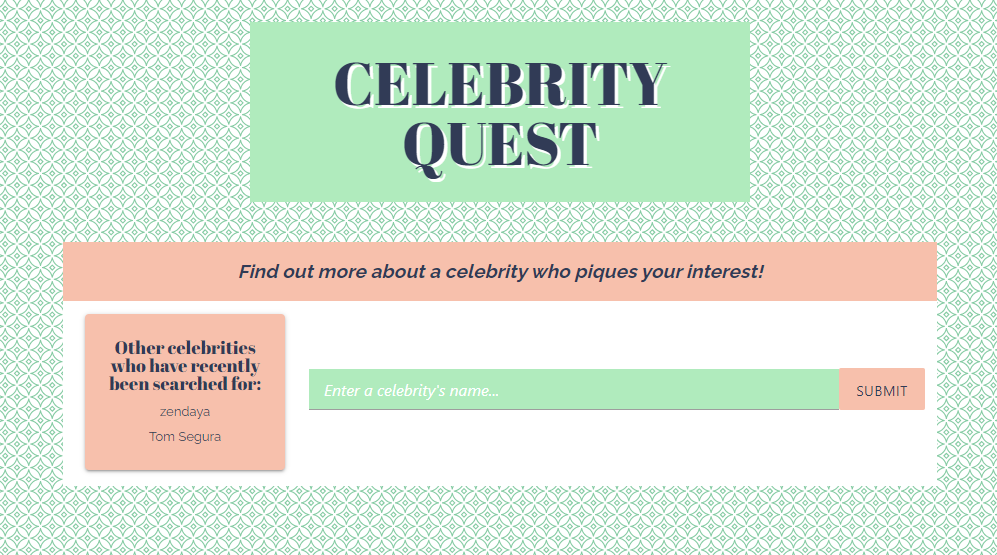 CELEBRITY
QUEST
Find out more about a celebrity who piques your interest!
Other celebrities
who have recently
been searched for:
zendaya
Tom Segura
Enter a celebrity's name...
SUBMIT